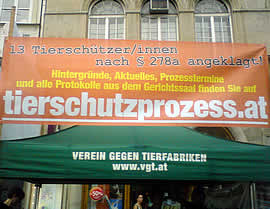 13 Tierschützer/innen
nach § 278a angeklagt!
Hintergründe, Aktuelles, Prozesstermine
und alle Protokolle aus dem Gerichtssaal finden Sie auf
tierschutzprozess.at
VEREIN GEGEN TIERFABRIKEN
www.vgt.at